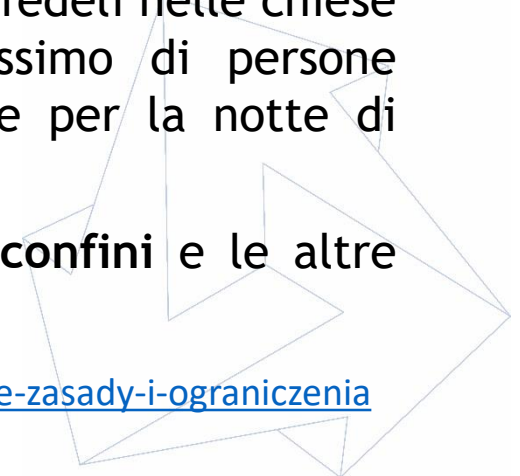 fedeli nelle chiese
ssimo di persone
e per la notte di
confini e le altre
e-zasady-i-ograniczenia